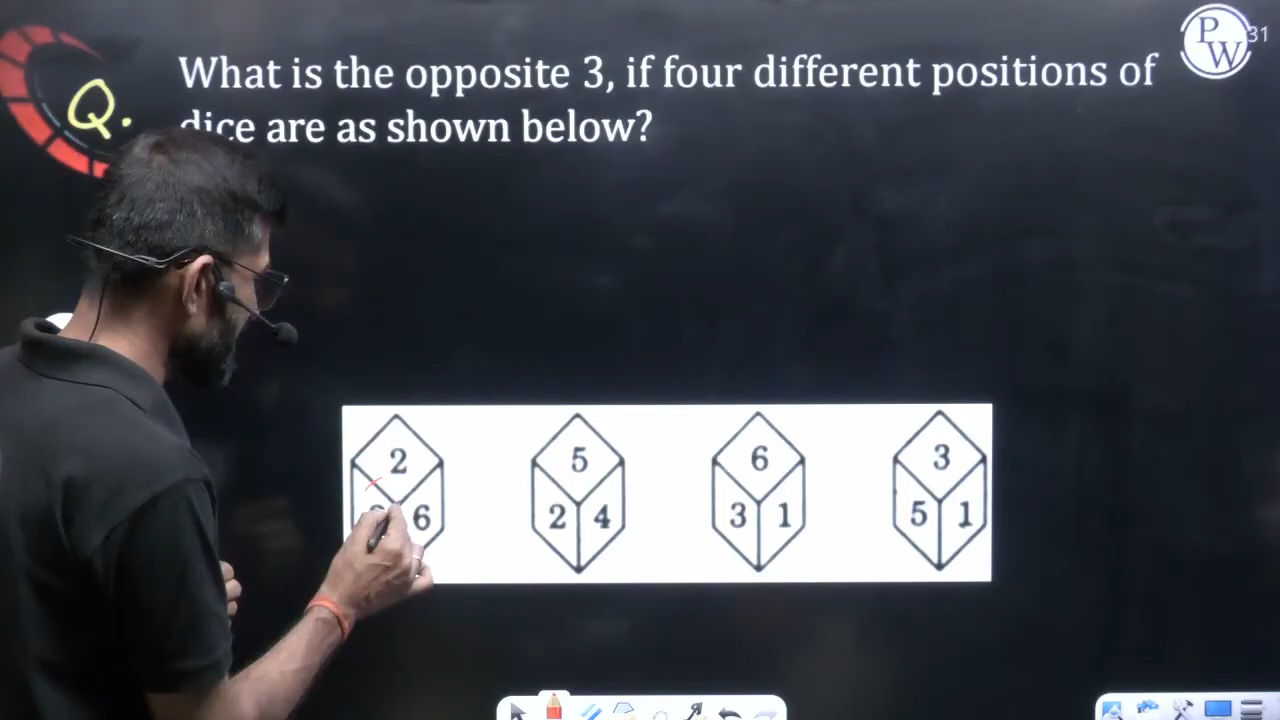 P W 31
Q. What is the opposite 3, if four different positions of
dice are as shown below?
2 5 6 3
6 2 4 3 1 5 1